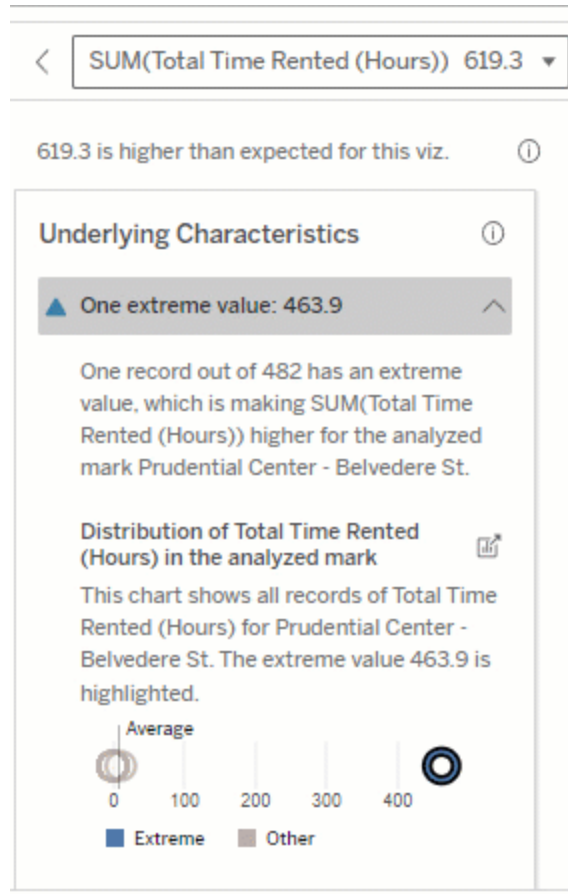 SUM(Total Time Rented (Hours)) 619.3
619.3 is higher than expected for this viz.
Underlying Characteristics
One extreme value: 463.9
One record out of 482 has an extreme
value, which is making SUM(Total Time
Rented (Hours)) higher for the analyzed
mark Prudential Center - Belvedere St.
Distribution of Total Time Rented
(Hours) in the analyzed mark
This chart shows all records of Total Time
Rented (Hours) for Prudential Center -
Belvedere St. The extreme value 463.9 is
highlighted.
Average
0 100 200 300 400
Extreme Other